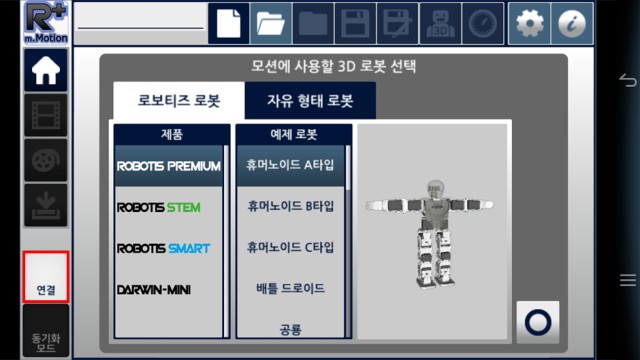 R+
m.Motion
3D
모션에 사용할 3D 로봇 선택
로보티즈 로봇
자유 형태 로봇
제품
예제 로봇
ROBOTIS PREMIUM
휴머노이드 A타입
ROBOTIS STEM
휴머노이드 B타입
ROBOTIS SMART
휴머노이드 C타입
DARWIN-MINI
배틀 드로이드
공룡
연결
동기화
모드